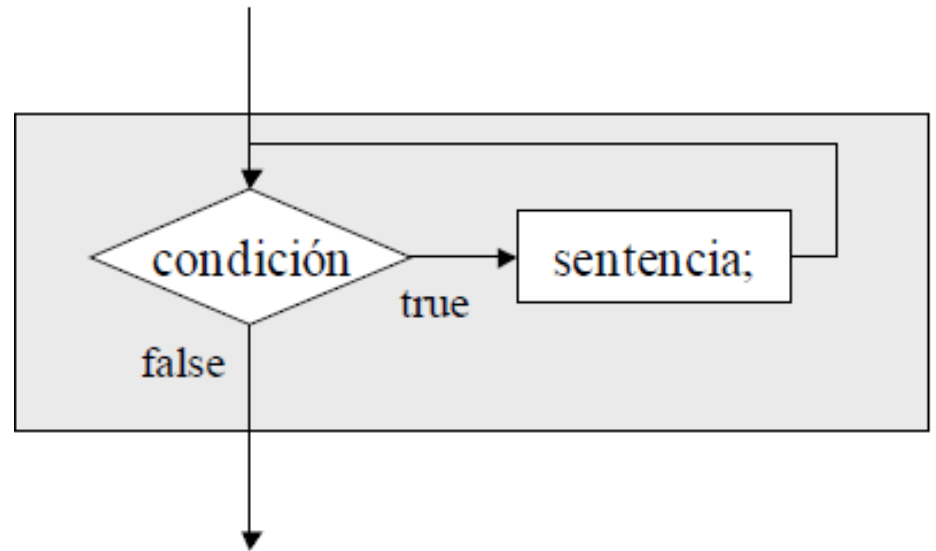 condición
sentencia;
true
false